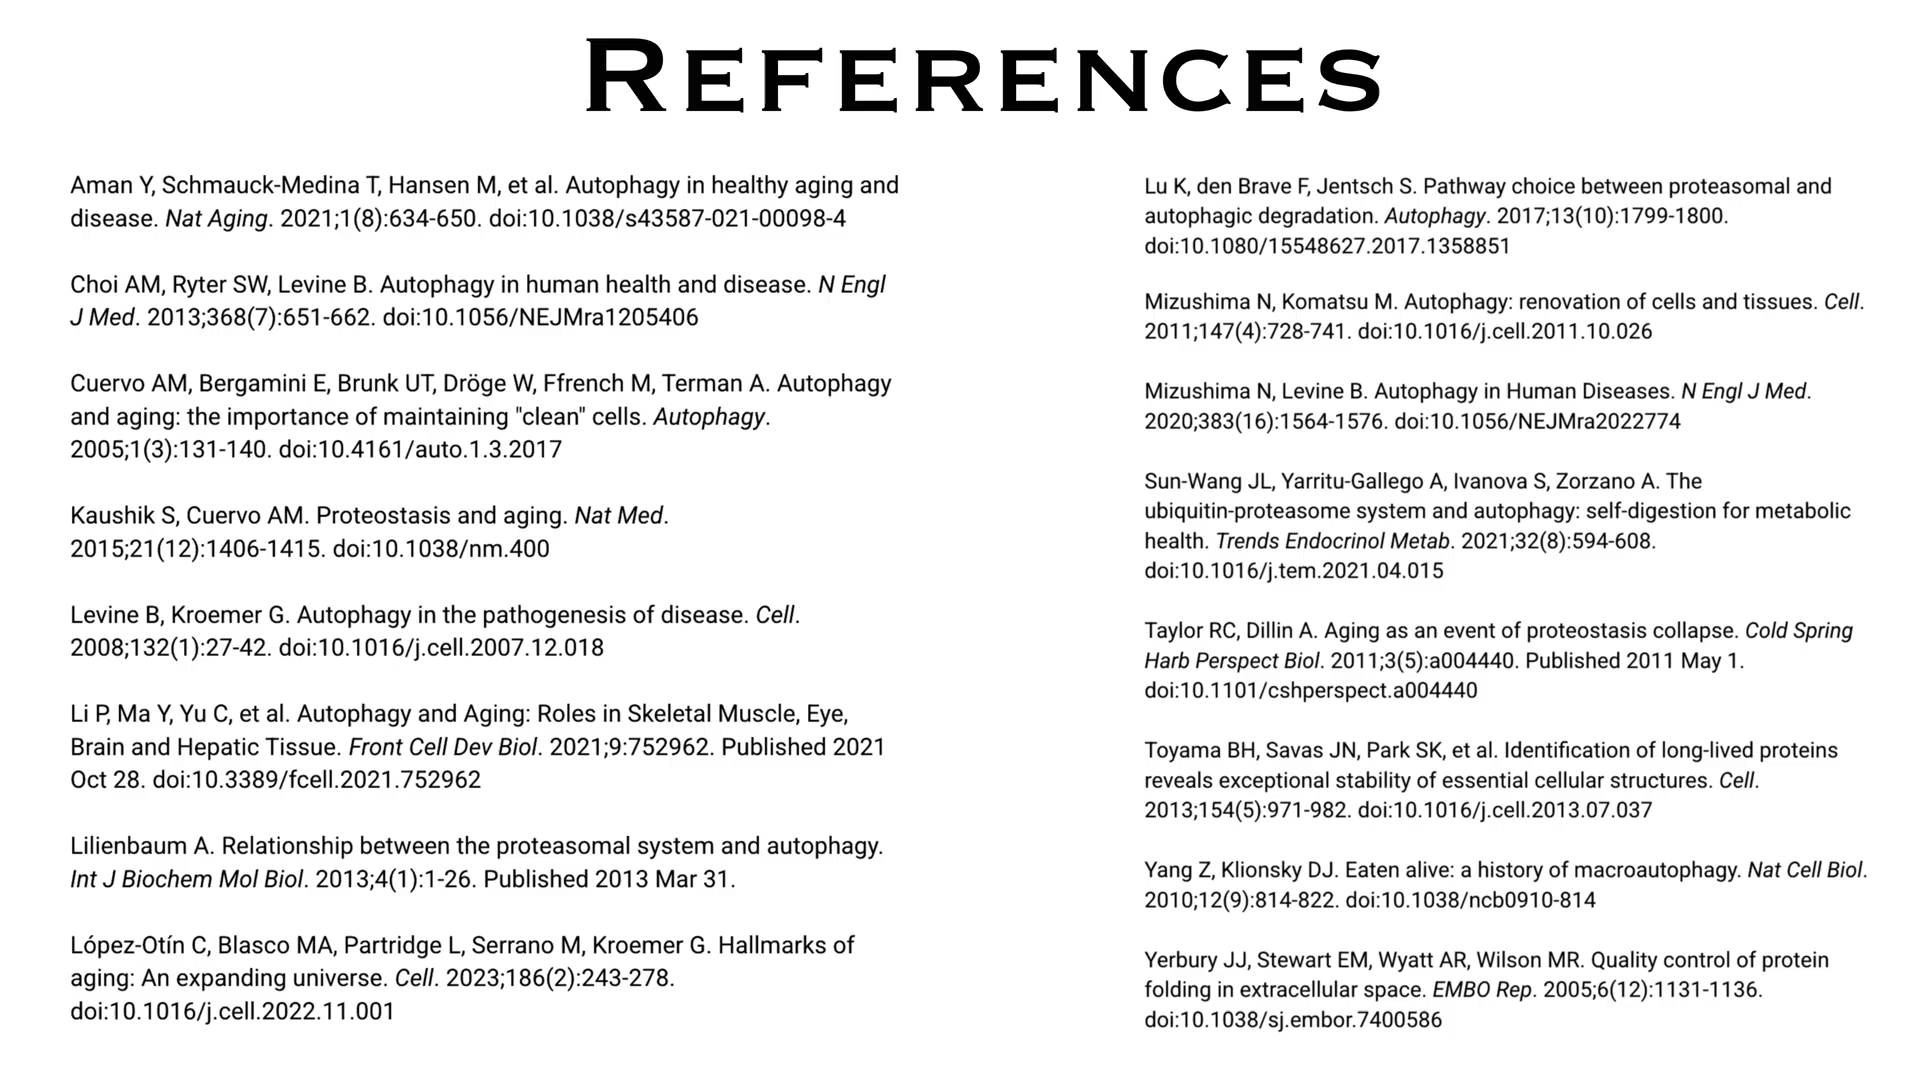 REFERENCES
Aman Y, Schmauck-Medina T, Hansen M, et al. Autophagy in healthy aging and
disease. Nat Aging. 2021;1(8):634-650. doi:10.1038/s43587-021-00098-4
Choi AM, Ryter SW, Levine B. Autophagy in human health and disease. N Engl
J Med. 2013;368(7):651-662. doi:10.1056/NEJMra1205406
Cuervo AM, Bergamini E, Brunk UT, Dröge W, Ffrench M, Terman A. Autophagy
and aging: the importance of maintaining "clean" cells. Autophagy.
2005;1(3):131-140. doi:10.4161/auto.1.3.2017
Kaushik S, Cuervo AM. Proteostasis and aging. Nat Med.
2015;21(12):1406-1415. doi:10.1038/nm.400
Levine B, Kroemer G. Autophagy in the pathogenesis of disease. Cell.
2008;132(1):27-42. doi:10.1016/j.cell.2007.12.018
Li P, Ma Y, Yu C, et al. Autophagy and Aging: Roles in Skeletal Muscle, Eye,
Brain and Hepatic Tissue. Front Cell Dev Biol. 2021;9:752962. Published 2021
Oct 28. doi:10.3389/fcell.2021.752962
Lilienbaum A. Relationship between the proteasomal system and autophagy.
Int J Biochem Mol Biol. 2013;4(1):1-26. Published 2013 Mar 31.
López-Otín C, Blasco MA, Partridge L, Serrano M, Kroemer G. Hallmarks of
aging: An expanding universe. Cell. 2023;186(2):243-278.
doi:10.1016/j.cell.2022.11.001
Lu K, den Brave F, Jentsch S. Pathway choice between proteasomal and
autophagic degradation. Autophagy. 2017;13(10):1799-1800.
doi:10.1080/15548627.2017.1358851
Mizushima N, Komatsu M. Autophagy: renovation of cells and tissues. Cell.
2011;147(4):728-741. doi:10.1016/j.cell.2011.10.026
Mizushima N, Levine B. Autophagy in Human Diseases. N Engl J Med.
2020;383(16):1564-1576. doi:10.1056/NEJMra2022774
Sun-Wang JL, Yarritu-Gallego A, Ivanova S, Zorzano A. The
ubiquitin-proteasome system and autophagy: self-digestion for metabolic
health. Trends Endocrinol Metab. 2021;32(8):594-608.
doi:10.1016/j.tem.2021.04.015
Taylor RC, Dillin A. Aging as an event of proteostasis collapse. Cold Spring
Harb Perspect Biol. 2011;3(5):a004440. Published 2011 May 1.
doi:10.1101/cshperspect.a004440
Toyama BH, Savas JN, Park SK, et al. Identification of long-lived proteins
reveals exceptional stability of essential cellular structures. Cell.
2013;154(5):971-982. doi:10.1016/j.cell.2013.07.037
Yang Z, Klionsky DJ. Eaten alive: a history of macroautophagy. Nat Cell Biol.
2010;12(9):814-822. doi:10.1038/ncb0910-814
Yerbury JJ, Stewart EM, Wyatt AR, Wilson MR. Quality control of protein
folding in extracellular space. EMBO Rep. 2005;6(12):1131-1136.
doi:10.1038/sj.embor.7400586